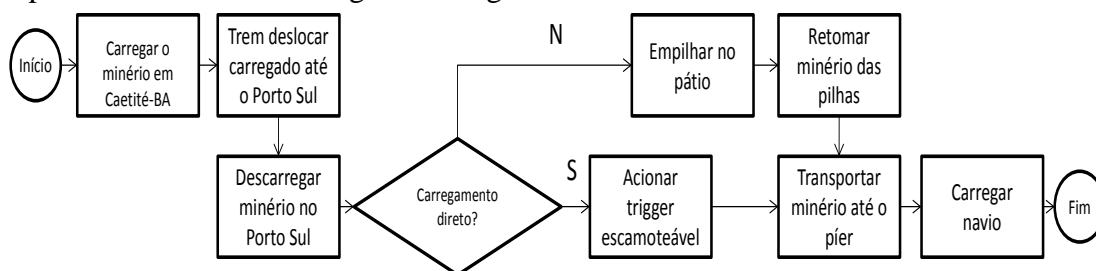 Início
Carregar o
minério em
Caetité-BA
Trem deslocar
carregado até
o Porto Sul
Descarregar
minério no
Porto Sul
Carregamento
direto?
N
Empilhar no
pátio
Retomar
minério das
pilhas
S
Acionar
trigger
escamoteável
Transportar
minério até o
píer
Carregar
navio
Fim